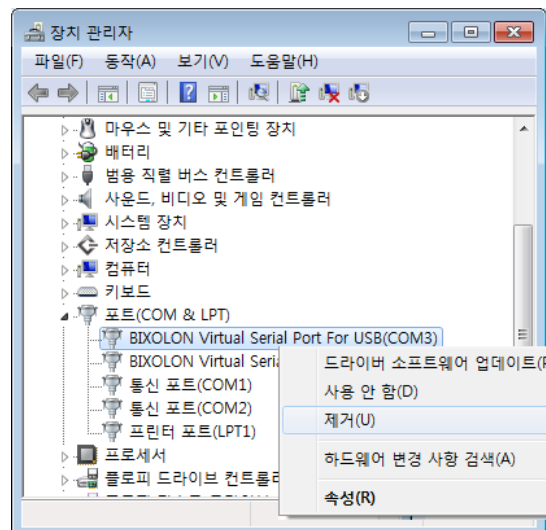 장치 관리자
파일(F) 동작(A) 보기(V) 도움말(H)
마우스 및 기타 포인팅 장치
배터리
범용 직렬 버스 컨트롤러
사운드, 비디오 및 게임 컨트롤러
시스템 장치
저장소 컨트롤러
컴퓨터
키보드
포트(COM & LPT)
BIXOLON Virtual Serial Port For USB(COM3)
BIXOLON Virtual
통신 포트(COM1)
통신 포트(COM2)
프린터 포트(LPT1)
프로세서
플로피 드라이브
드라이버 소프트웨어 업데이트(
사용 안 함(D)
제거(U)
하드웨어 변경 사항 검색(A)
속성(R)